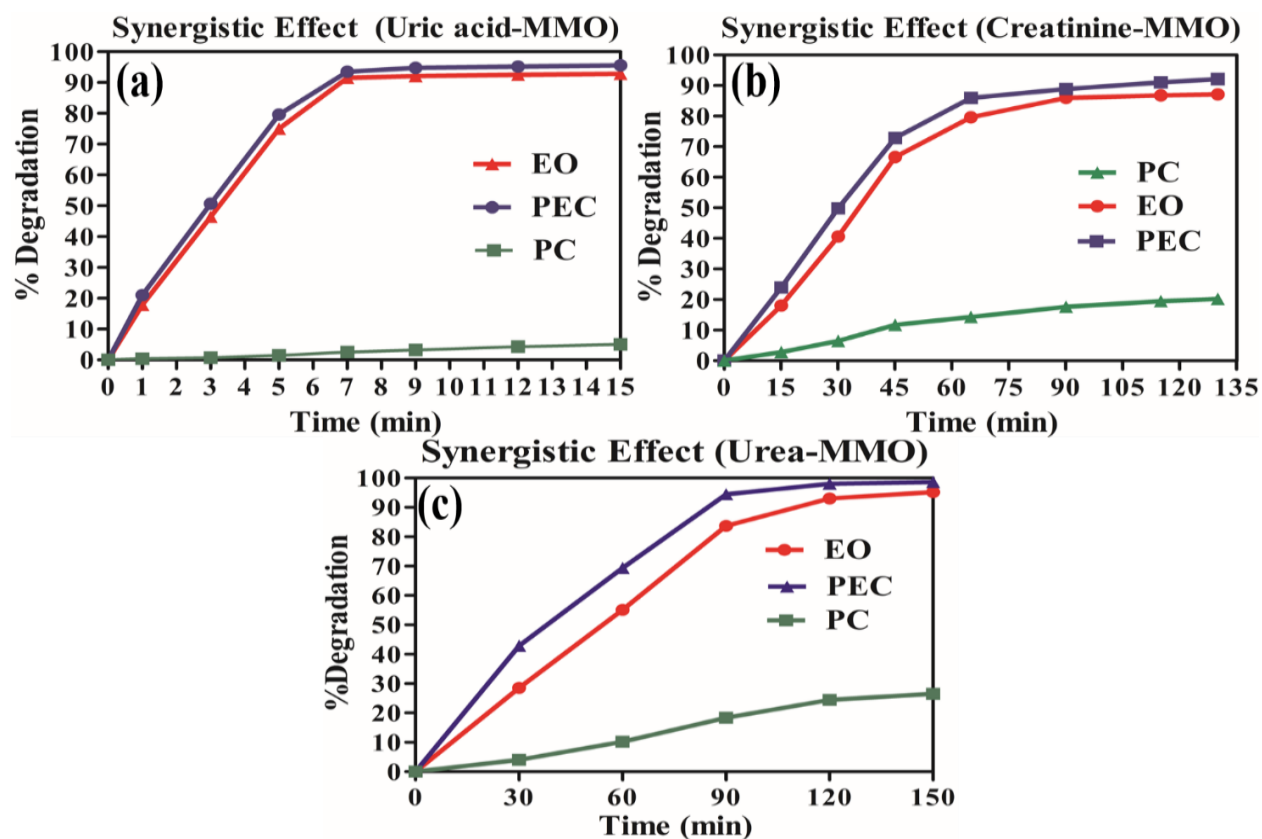 Synergistic Effect (Uric acid-MMO)
(a)
% Degradation
100
90
80
70
60
50
40
30
20
10
0
EO
PEC
PC
0 1 2 3 4 5 6 7 8 9 10 11 12 13 14 15
Time (min)
Synergistic Effect (Creatinine-MMO)
(b)
% Degradation
100
90
80
70
60
50
40
30
20
10
0
PC
EO
PEC
0 15 30 45 60 75 90 105 120 135
Time (min)
Synergistic Effect (Urea-MMO)
(c)
%Degradation
100
90
80
70
60
50
40
30
20
10
0
EO
PEC
PC
0 30 60 90 120 150
Time (min)